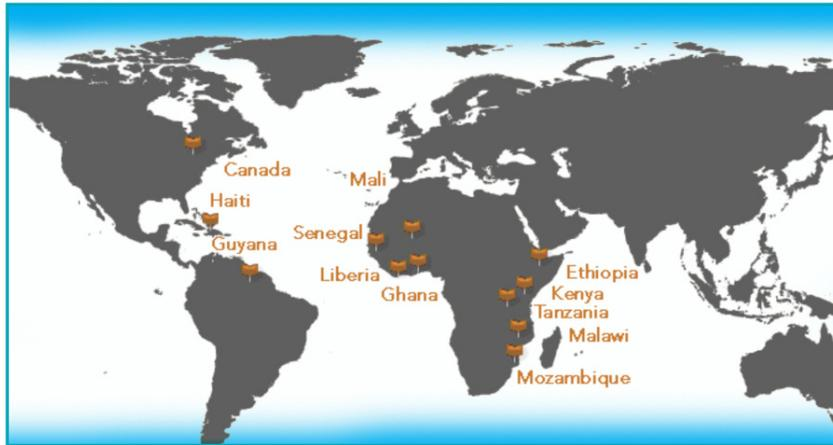 Canada
Mali
Haiti
Senegal
Guyana
Liberia
Ghana
Ethiopia
Kenya
Tanzania
Malawi
Mozambique